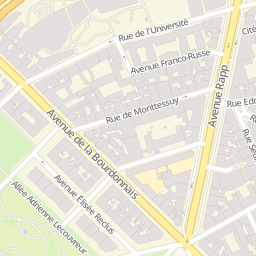 Rue de l'Université
Cité
Avenue Franco-Russe
Avenue Rapp
Rue Ed
Rue de Monttessuy
Avenue de la Bourdonnais
Avenue Élisée Reclus
Allée Adrienne Lecouvreur